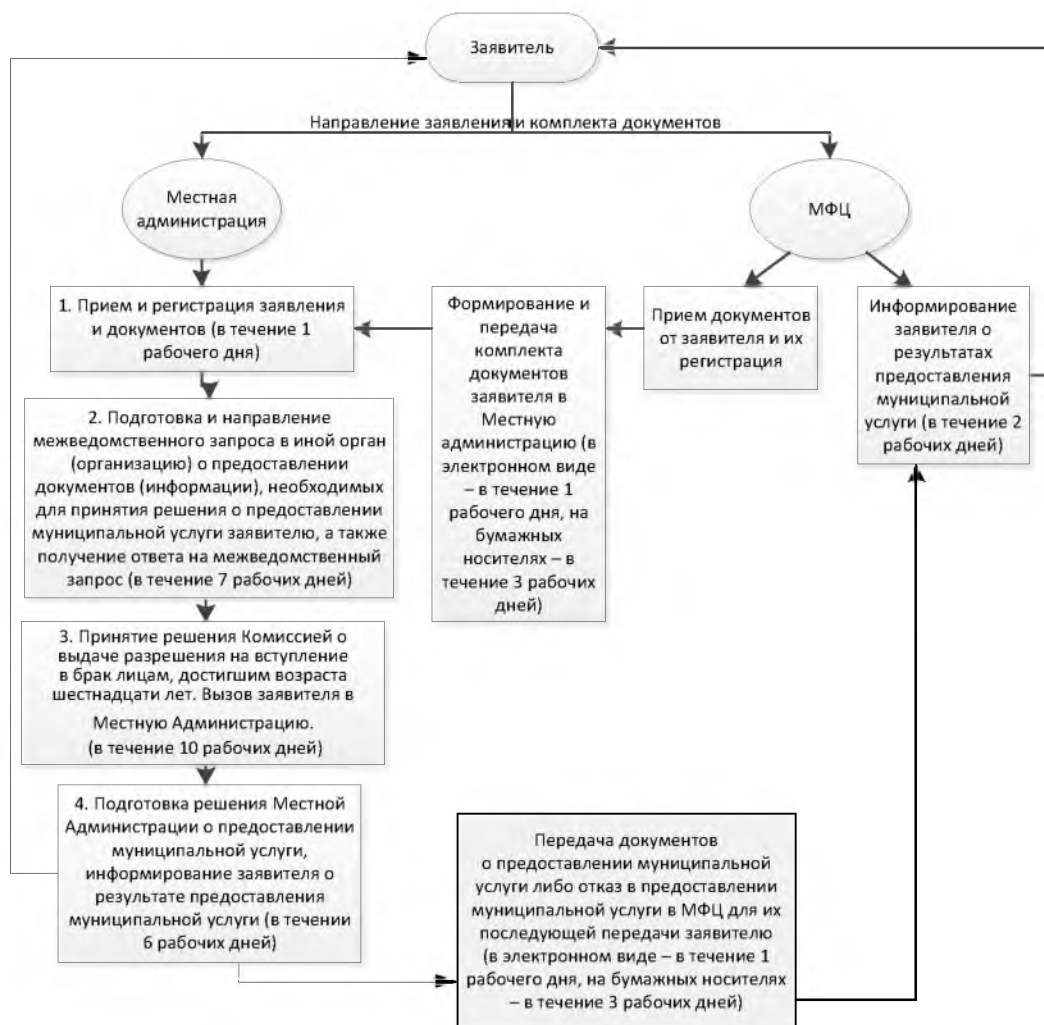 Заявитель
Направление заявления и комплекта документов
Местная
администрация
МФЦ
1. Прием и регистрация заявления
и документов (в течение 1
рабочего дня)
Формирование и
передача
комплекта
документов
заявителя в
Местную
администрацию (в
электронном виде
– в течение 1
рабочего дня, на
бумажных
носителях – в
течение 3 рабочих
дней)
Прием документов
от заявителя и их
регистрация
Информирование
заявителя о
результатах
предоставления
муниципальной
услуги (в течение 2
рабочих дней)
2. Подготовка и направление
межведомственного запроса в иной орган
(организацию) о предоставлении
документов (информации), необходимых
для принятия решения о предоставлении
муниципальной услуги заявителю, а также
получение ответа на межведомственный
запрос (в течение 7 рабочих дней)
3. Принятие решения Комиссией о
выдаче разрешения на вступление
в брак лицам, достигшим возраста
шестнадцати лет. Вызов заявителя в
Местную Администрацию.
(в течение 10 рабочих дней)
4. Подготовка решения Местной
Администрации о предоставлении
муниципальной услуги,
информирование заявителя о
результате предоставления
муниципальной услуги (в течении
6 рабочих дней)
Передача документов
о предоставлении муниципальной
услуги либо отказ в предоставлении
муниципальной услуги в МФЦ для их
последующей передачи заявителю
(в электронном виде – в течение 1
рабочего дня, на бумажных носителях
– в течение 3 рабочих дней)